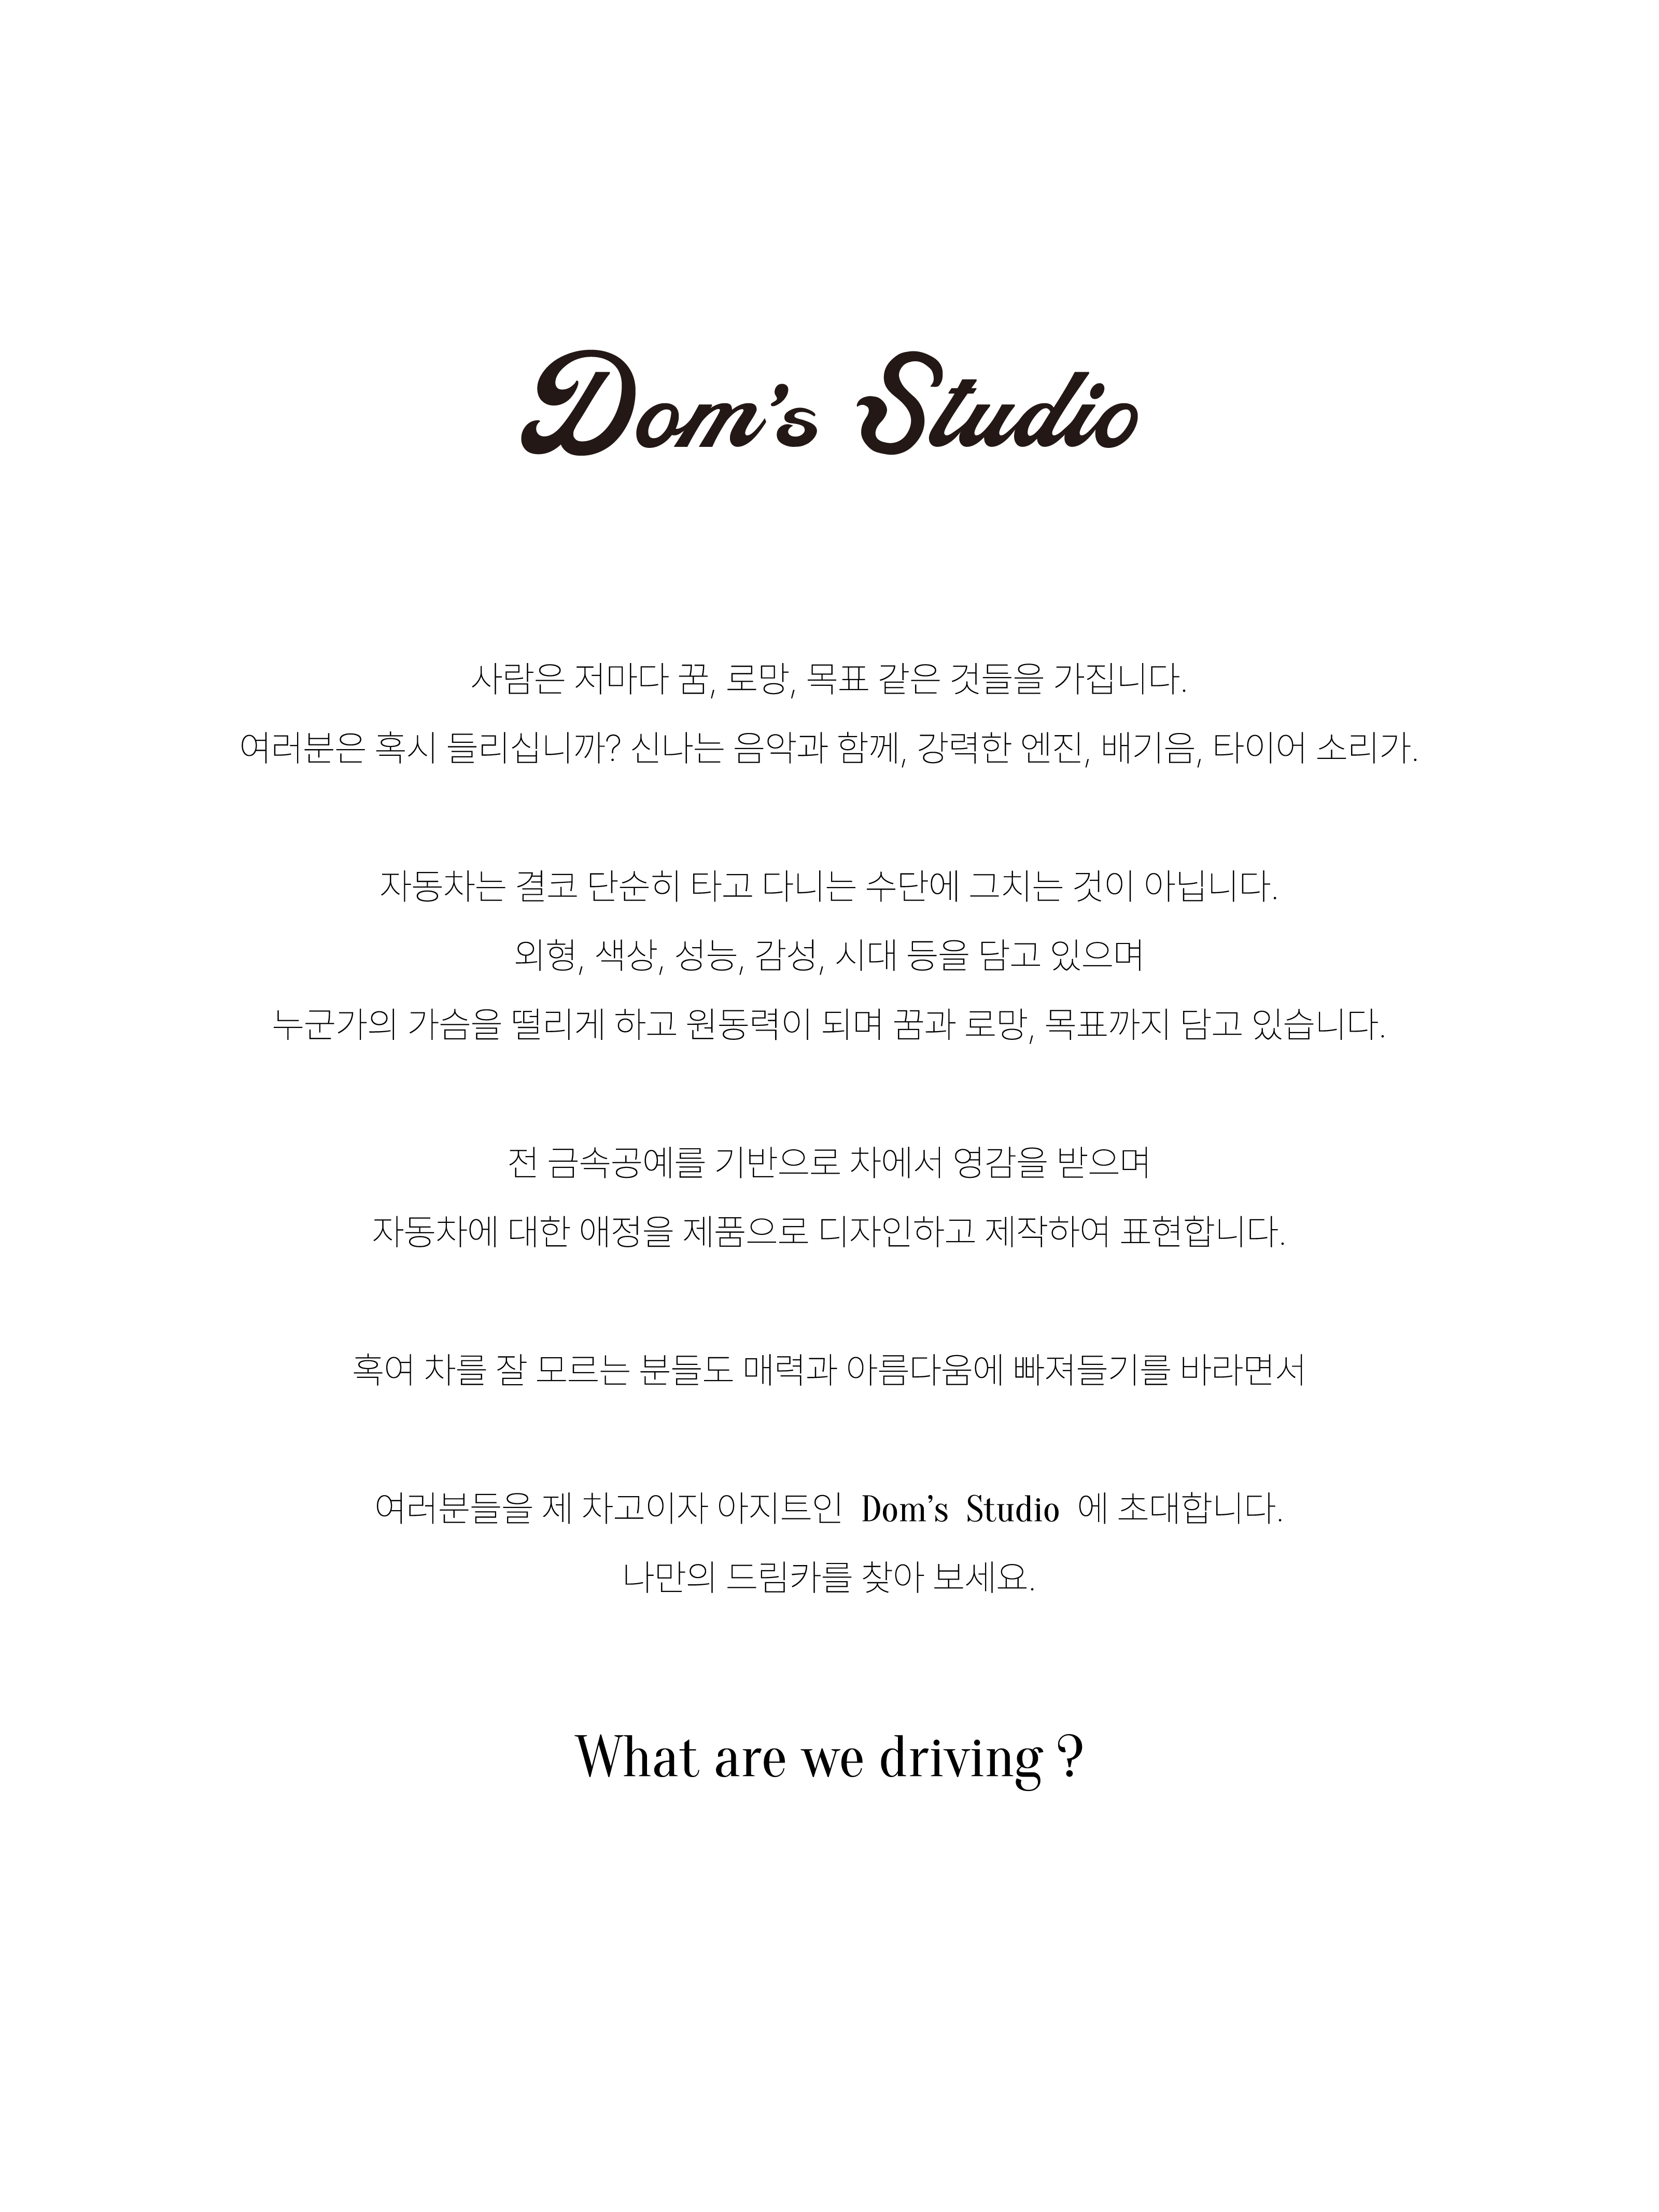 Dom's Studio
사람은 저마다 꿈, 로망, 목표 같은 것들을 가집니다.
여러분은 혹시 들리십니까? 신나는 음악과 함께, 강력한 엔진, 배기음, 타이어 소리가.
자동차는 결코 단순히 타고 다니는 수단에 그치는 것이 아닙니다.
외형, 색상, 성능, 감성, 시대 등을 담고 있으며
누군가의 가슴을 떨리게 하고 원동력이 되며 꿈과 로망, 목표까지 담고 있습니다.
전 금속공예를 기반으로 차에서 영감을 받으며
자동차에 대한 애정을 제품으로 디자인하고 제작하여 표현합니다.
혹여 차를 잘 모르는 분들도 매력과 아름다움에 빠져들기를 바라면서
여러분들을 제 차고이자 아지트인 Dom's Studio 에 초대합니다.
나만의 드림카를 찾아 보세요.
What are we driving ?